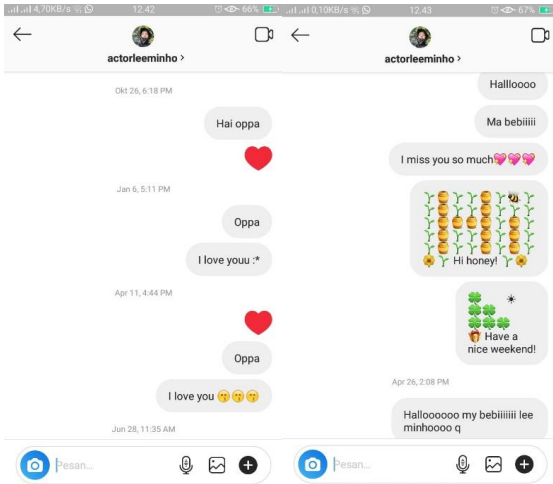 4,70KB/s
12.42
66%
actorleeminho >
Okt 26, 6:18 PM
Hai oppa
Jan 6, 5:11 PM
Oppa
I love youu :*
Apr 11, 4:44 PM
Oppa
I love you 😙😙😙
Jun 28, 11:35 AM
Pesan...
0,10KB/s
12.43
67%
actorleeminho >
Hallloooo
Ma bebiiiii
I miss you so much💖💖💖
Hi honey!
Have a
nice weekend!
Apr 26, 2:08 PM
Halloooooo my bebiiiiiii lee
minhoooo q
Pesan...